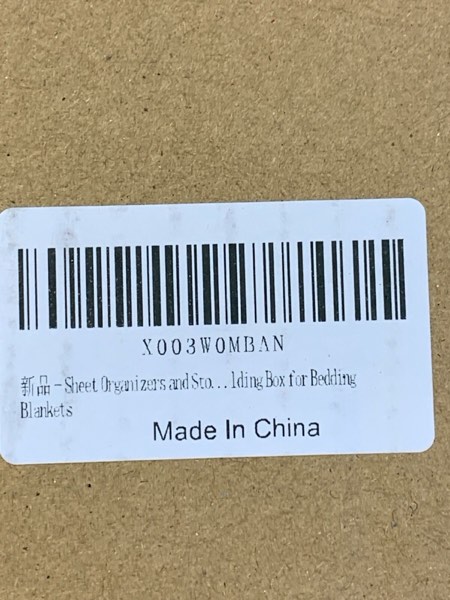 X003W0MBAN
新品 - Sheet Organizers and Sto...lding Box for Bedding
Blankets
Made In China